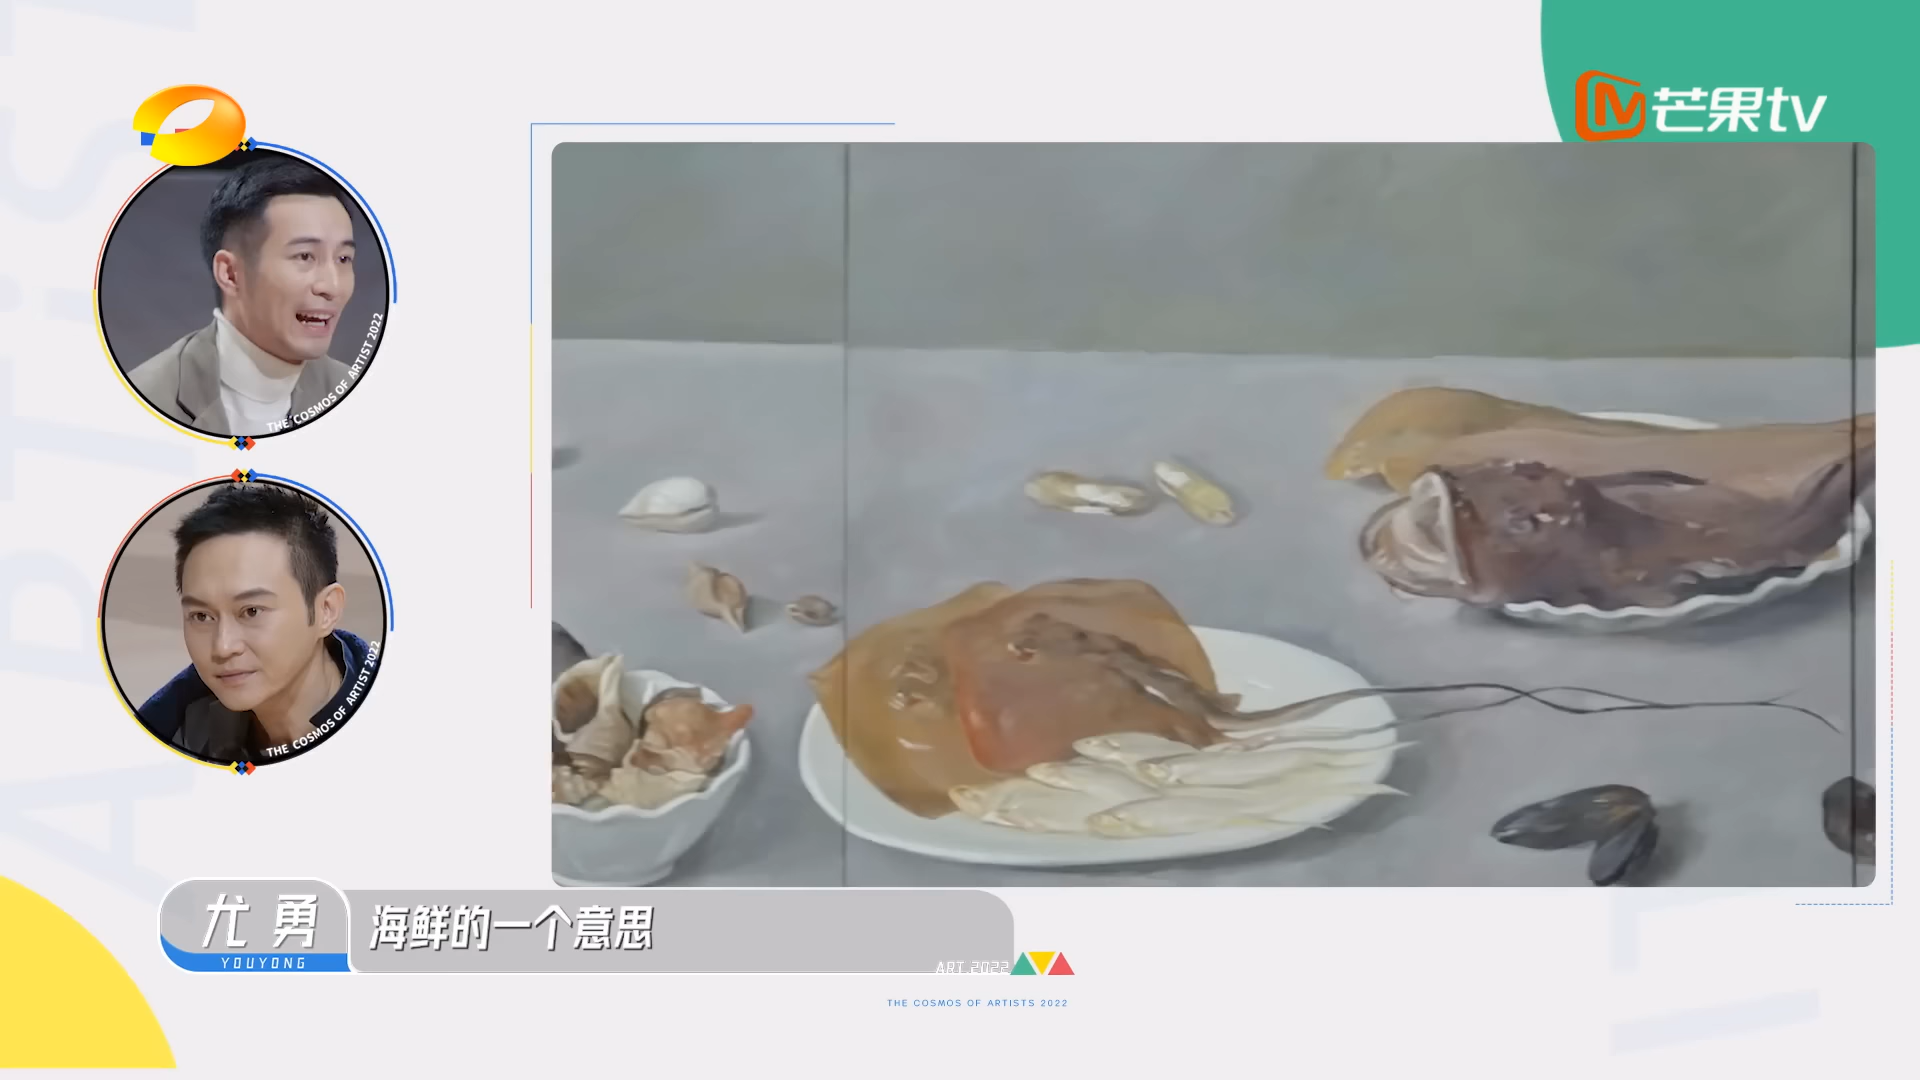 芒果tv
THE COSMOS OF ARTIST 2022
THE COSMOS OF ARTIST 2022
尤勇
YOUYONG
海鲜的一个意思
ART.2022
THE COSMOS OF ARTISTS 2022